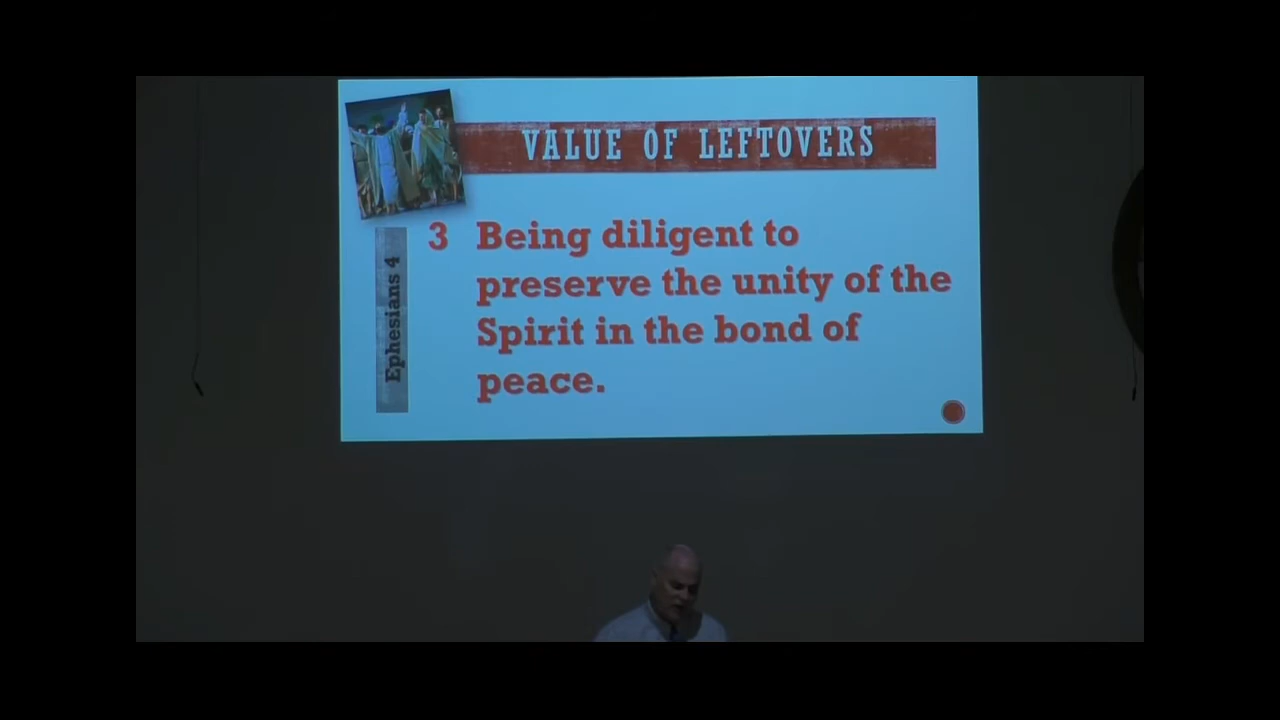 VALUE OF LEFTOVERS
Ephesians 4
3 Being diligent to
preserve the unity of the
Spirit in the bond of
peace.